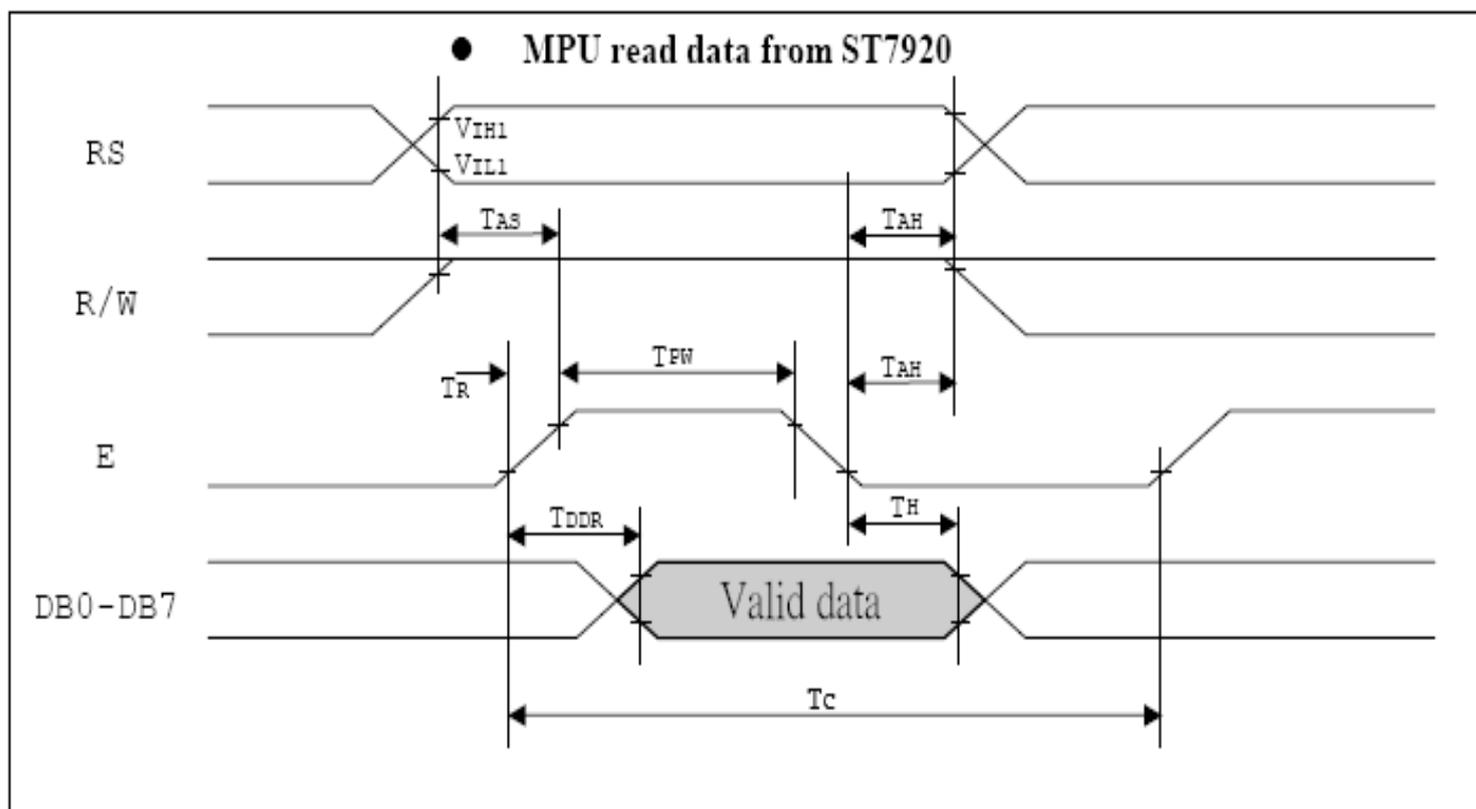 ● MPU read data from ST7920
RS
VIH1
VIL1
TAS
TAH
R/W
TPW
TAH
TR
E
TDDR
TH
DB0-DB7
Valid data
TC